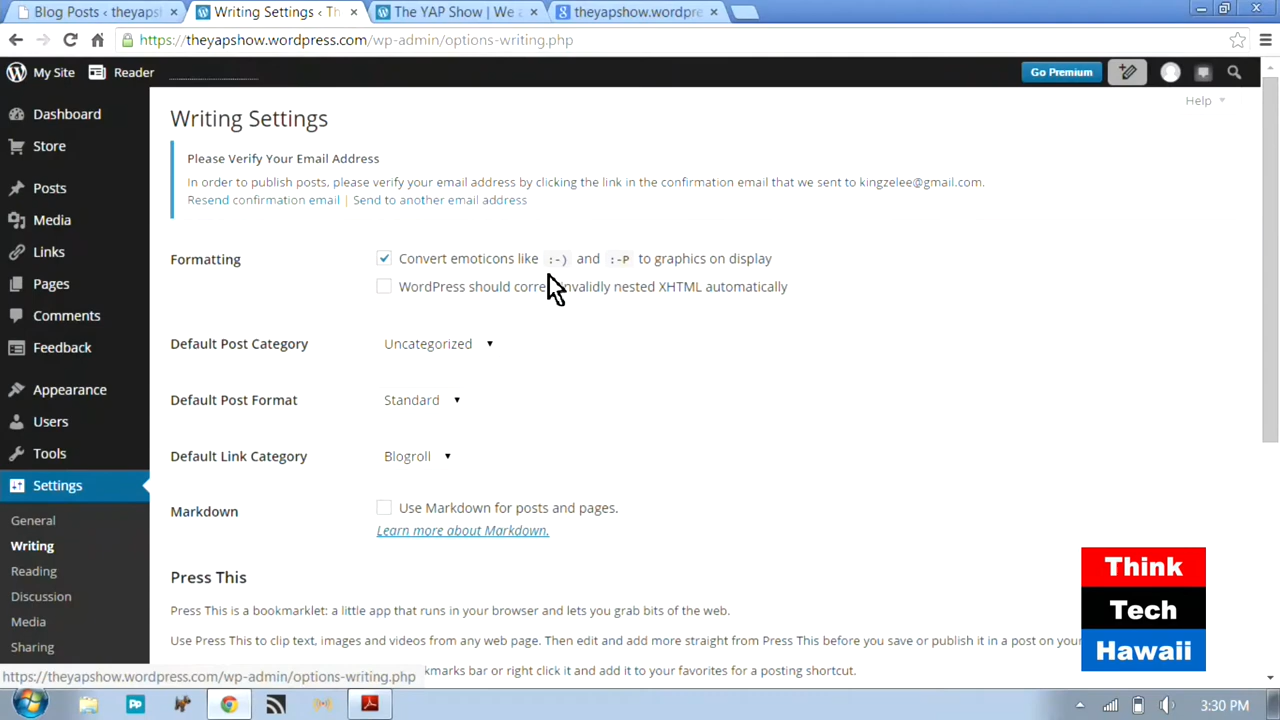 Blog Posts ‹ theyaps
Writing Settings ‹ Th
The YAP Show | We a
theyapshow.wordpre
https://theyapshow.wordpress.com/wp-admin/options-writing.php
My Site
Reader
Go Premium
Help
Dashboard
Store
Posts
Media
Links
Pages
Comments
Feedback
Appearance
Users
Tools
Settings
General
Writing
Reading
Discussion
Media
Sharing
Writing Settings
Please Verify Your Email Address
In order to publish posts, please verify your email address by clicking the link in the confirmation email that we sent to kingzelee@gmail.com.
Resend confirmation email | Send to another email address
Formatting
Convert emoticons like :-) and :-P to graphics on display
WordPress should corre invalidly nested XHTML automatically
Default Post Category
Uncategorized
Default Post Format
Standard
Default Link Category
Blogroll
Markdown
Use Markdown for posts and pages.
Learn more about Markdown.
Press This
Press This is a bookmarklet: a little app that runs in your browser and lets you grab bits of the web.
Use Press This to clip text, images and videos from any web page. Then edit and add more straight from Press This before you save or publish it in a post on your
kmarks bar or right click it and add it to your favorites for a posting shortcut.
https://theyapshow.wordpress.com/wp-admin/options-writing.php
Think
Tech
Hawaii
3:30 PM